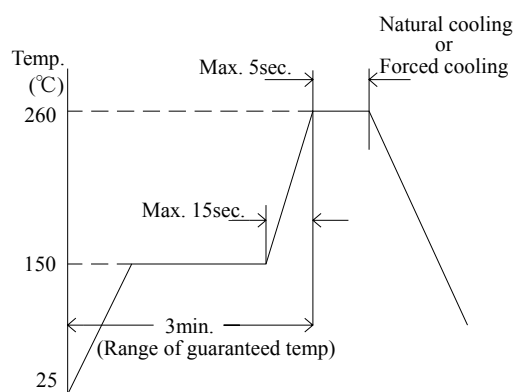 Natural cooling
or
Forced cooling
Temp.
(℃)
Max. 5sec.
260
Max. 15sec.
150
3min.
(Range of guaranteed temp)
25